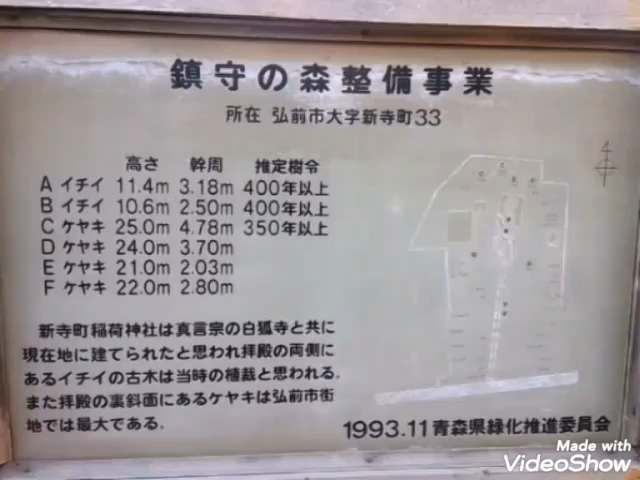 鎮守の森整備事業
所在 弘前市大字新寺町33
高さ 幹周 推定樹令
A イチイ 11.4m 3.18m 400年以上
B イチイ 10.6m 2.50m 400年以上
C ケヤキ 25.0m 4.78m 350年以上
D ケヤキ 24.0m 3.70m
E ケヤキ 21.0m 2.03m
F ケヤキ 22.0m 2.80m
新寺町稲荷神社は真言宗の白狐寺と共に
現在地に建てられたと思われ拝殿の両側に
あるイチイの古木は当時の植裁と思われる.
また拝殿の裏斜面にあるケヤキは弘前市街
地では最大である.
1993.11 青森県緑化推進委員会
Made with
VideoShow